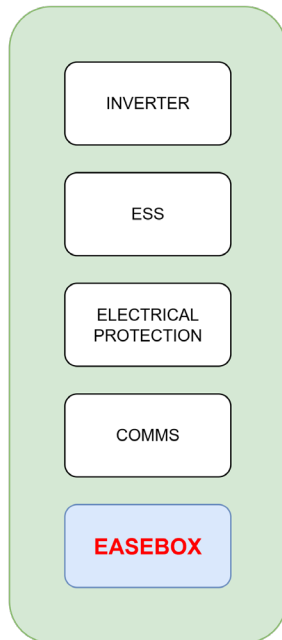 INVERTER
ESS
ELECTRICAL
PROTECTION
COMMS
EASEBOX